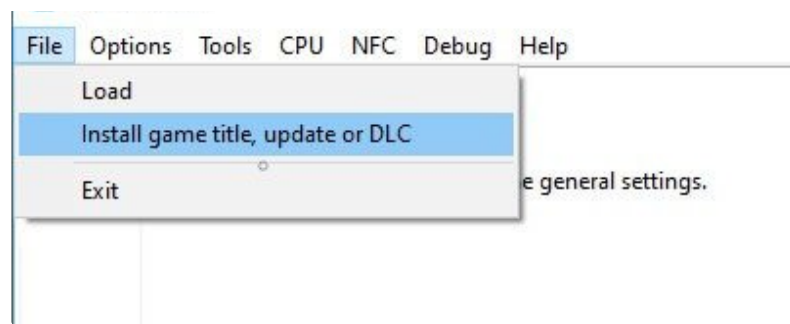 File Options Tools CPU NFC Debug Help
Load
Install game title, update or DLC
e general settings.
Exit